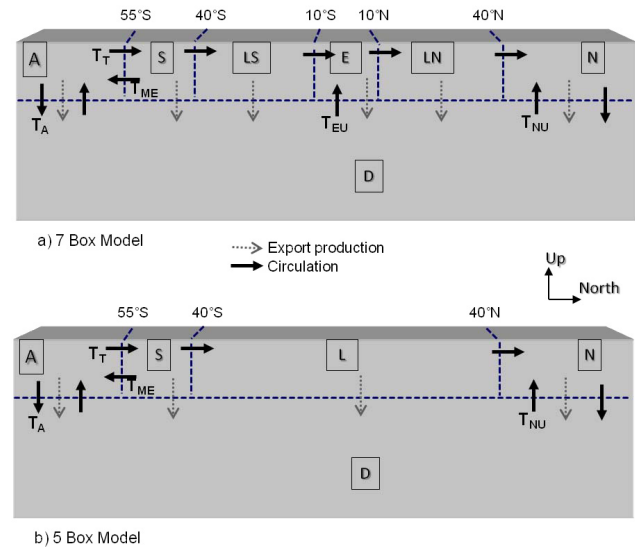 55°S 40°S 10°S 10°N 40°N
A T_T S LS E LN N
T_ME
T_A T_EU T_NU
D
a) 7 Box Model
Export production
Circulation
Up
North
55°S 40°S 40°N
A T_T S L N
T_ME
T_A T_NU
D
b) 5 Box Model